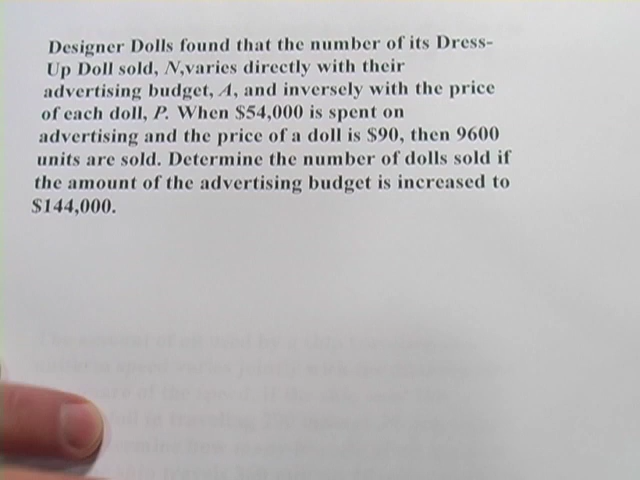 Designer Dolls found that the number of its Dress-
Up Doll sold, N,varies directly with their
advertising budget, A, and inversely with the price
of each doll, P. When $54,000 is spent on
advertising and the price of a doll is $90, then 9600
units are sold. Determine the number of dolls sold if
the amount of the advertising budget is increased to
$144,000.